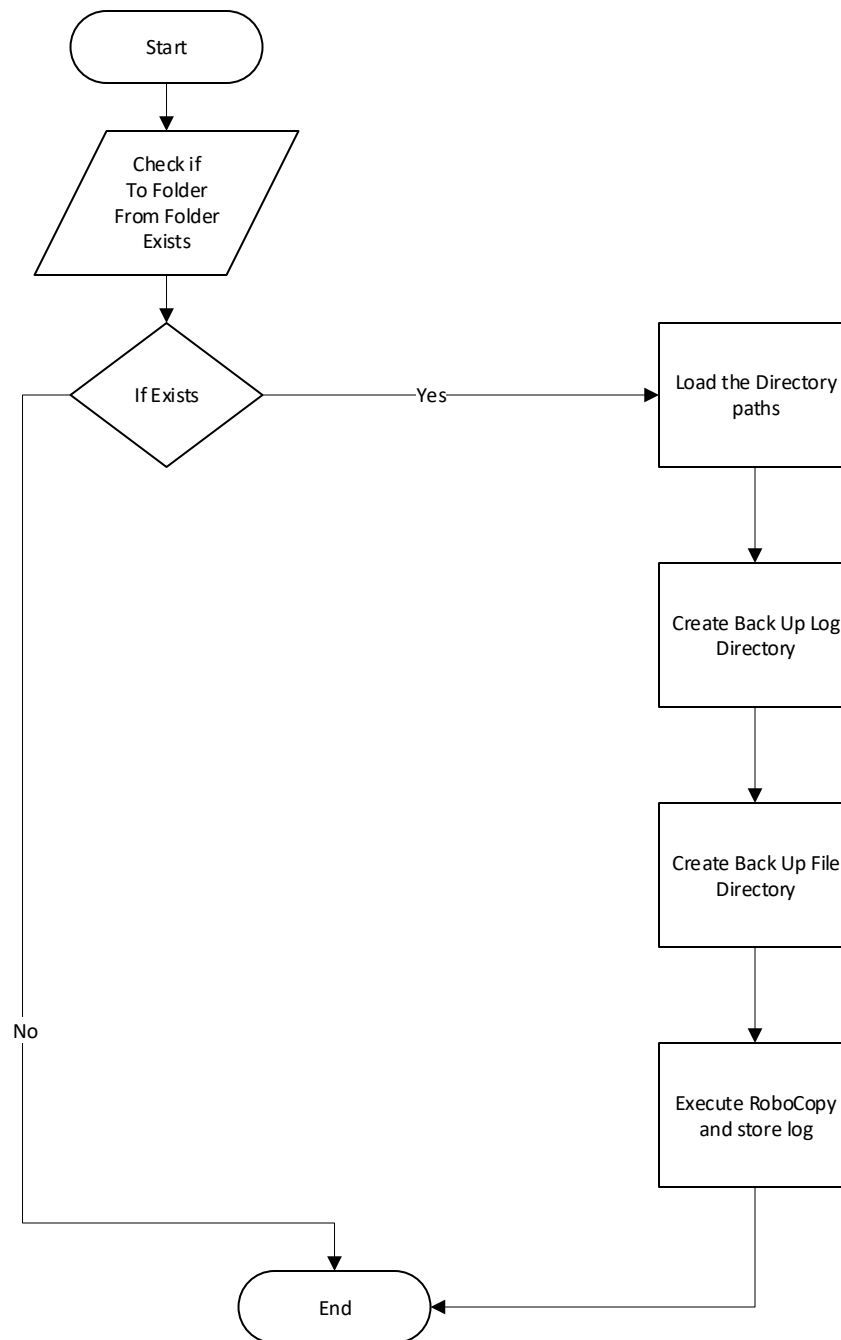 Start
Check if
To Folder
From Folder
Exists
If Exists
Yes
Load the Directory
paths
Create Back Up Log
Directory
Create Back Up File
Directory
No
Execute RoboCopy
and store log
End